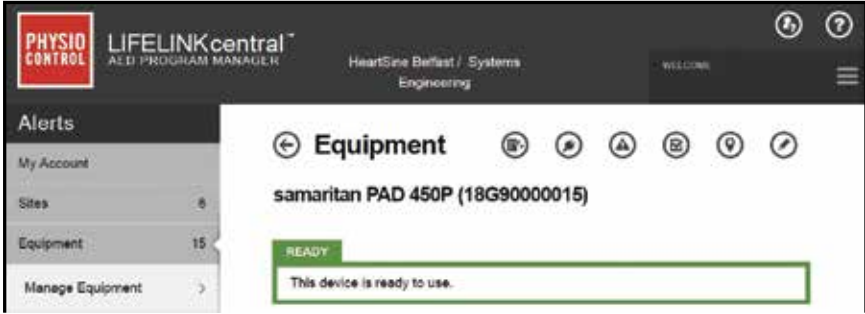 PHYSIO
CONTROL
LIFELINKcentral™
AED PROGRAM MANAGER
HeartSine Belfast / Systems
Engineering
WELCOME
?
Alerts
My Account
Sites 6
Equipment 15
Manage Equipment >
Equipment
samaritan PAD 450P (18G90000015)
READY
This device is ready to use.